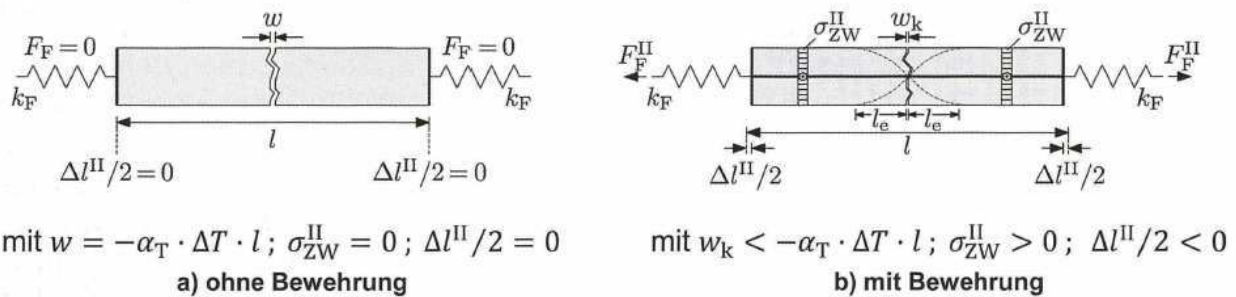 w
F_F = 0
F_F = 0
k_F
k_F
l
Δl^II/2 = 0
Δl^II/2 = 0
mit w = −α_T · ΔT · l ; σ_ZW^II = 0 ; Δl^II/2 = 0
a) ohne Bewehrung
σ_ZW^II
w_k
σ_ZW^II
F_F^II
F_F^II
k_F
k_F
l_e
l_e
l
Δl^II/2
Δl^II/2
mit w_k < −α_T · ΔT · l ; σ_ZW^II > 0 ; Δl^II/2 < 0
b) mit Bewehrung